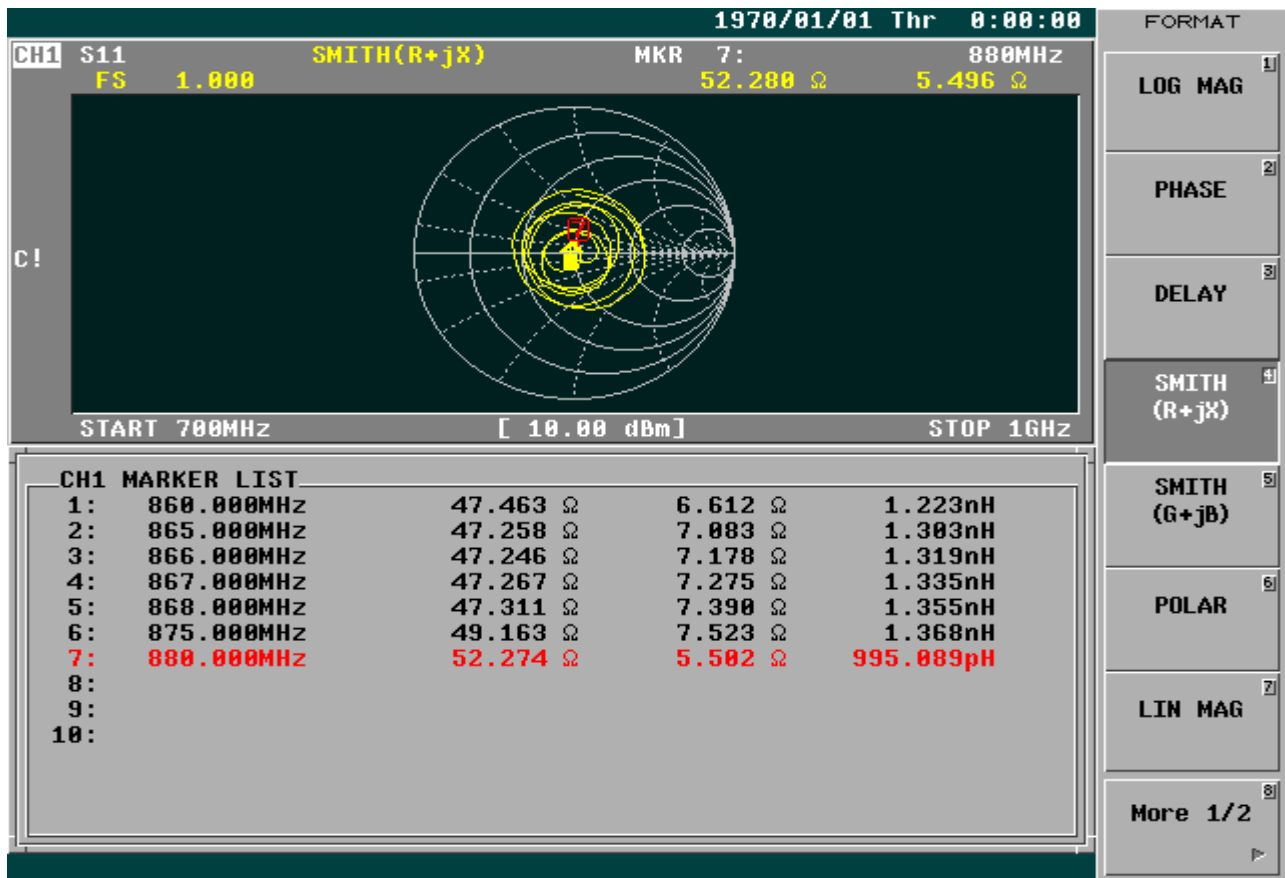 1970/01/01 Thr 0:00:00
CH1 S11 SMITH(R+jX) MKR 7: 880MHz
FS 1.000 52.280 Ω 5.496 Ω
7
C!
START 700MHz [ 10.00 dBm] STOP 1GHz
CH1 MARKER LIST
1: 860.000MHz 47.463 Ω 6.612 Ω 1.223nH
2: 865.000MHz 47.258 Ω 7.083 Ω 1.303nH
3: 866.000MHz 47.246 Ω 7.178 Ω 1.319nH
4: 867.000MHz 47.267 Ω 7.275 Ω 1.335nH
5: 868.000MHz 47.311 Ω 7.390 Ω 1.355nH
6: 875.000MHz 49.163 Ω 7.523 Ω 1.368nH
7: 880.000MHz 52.274 Ω 5.502 Ω 995.089pH
8:
9:
10:
FORMAT
1
LOG MAG
2
PHASE
3
DELAY
4
SMITH
(R+jX)
5
SMITH
(G+jB)
6
POLAR
7
LIN MAG
8
More 1/2